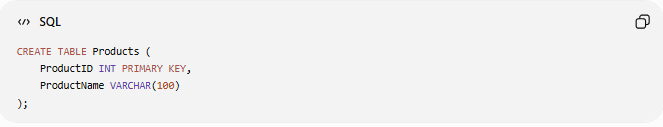 SQL
CREATE TABLE Products (
    ProductID INT PRIMARY KEY,
    ProductName VARCHAR(100)
);